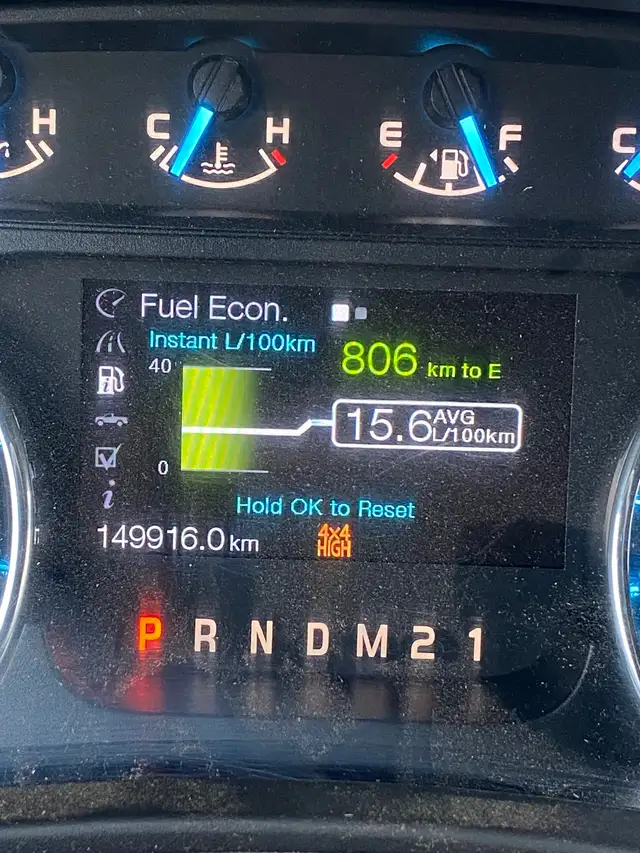 H C H E F C
Fuel Econ.
Instant L/100km
40
806 km to E
15.6 AVG L/100km
0
Hold OK to Reset
149916.0 km
4x4 HIGH
P R N D M 2 1